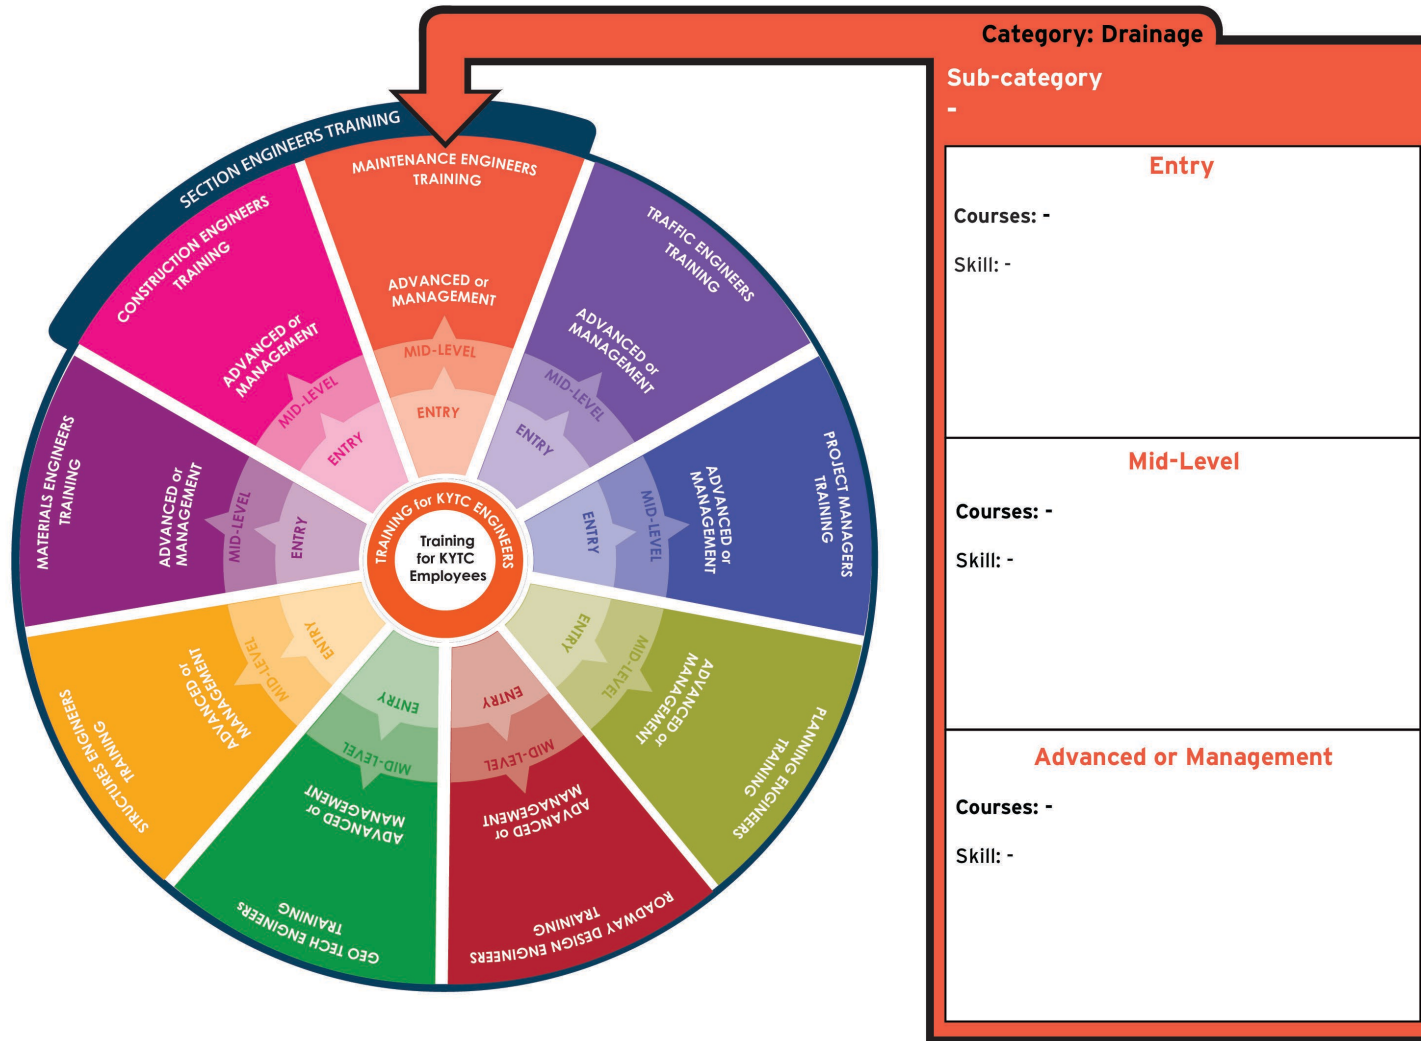 Category: Drainage
Sub-category
-
Entry
Courses: -
Skill: -
Mid-Level
Courses: -
Skill: -
Advanced or Management
Courses: -
Skill: -
SECTION ENGINEERS TRAINING
MAINTENANCE ENGINEERS
TRAINING
ADVANCED or
MANAGEMENT
MID-LEVEL
ENTRY
TRAFFIC ENGINEERS
TRAINING
ADVANCED or
MANAGEMENT
MID-LEVEL
ENTRY
PROJECT MANAGERS
TRAINING
ADVANCED or
MANAGEMENT
MID-LEVEL
ENTRY
PLANNING ENGINEERS
TRAINING
ADVANCED or
MANAGEMENT
MID-LEVEL
ENTRY
ROADWAY DESIGN ENGINEERS
TRAINING
ADVANCED or
MANAGEMENT
MID-LEVEL
ENTRY
GEO TECH ENGINEERs
TRAINING
ADVANCED or
MANAGEMENT
MID-LEVEL
ENTRY
STRUCTURES ENGINEERS
TRAINING
ADVANCED or
MANAGEMENT
MID-LEVEL
ENTRY
MATERIALS ENGINEERS
TRAINING
ADVANCED or
MANAGEMENT
MID-LEVEL
ENTRY
CONSTRUCTION ENGINEERS
TRAINING
ADVANCED or
MANAGEMENT
MID-LEVEL
ENTRY
TRAINING for KYTC ENGINEERS
Training
for KYTC
Employees